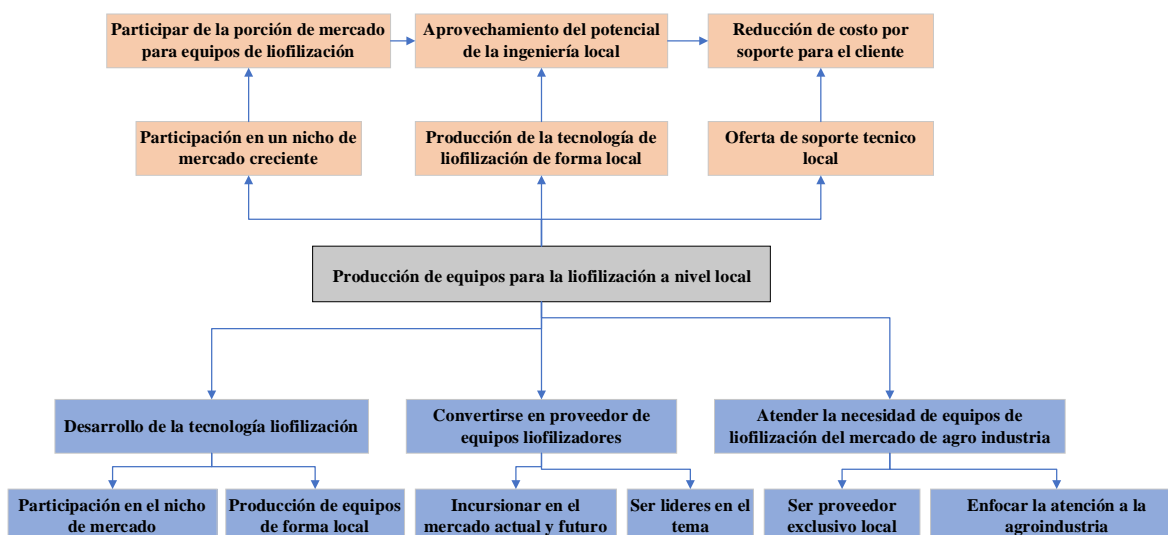 Participar de la porción de mercado
para equipos de liofilización
Aprovechamiento del potencial
de la ingeniería local
Reducción de costo por
soporte para el cliente
Participación en un nicho de
mercado creciente
Producción de la tecnología de
liofilización de forma local
Oferta de soporte tecnico
local
Producción de equipos para la liofilización a nivel local
Desarrollo de la tecnología liofilización
Convertirse en proveedor de
equipos liofilizadores
Atender la necesidad de equipos de
liofilización del mercado de agro industria
Participación en el nicho
de mercado
Producción de equipos
de forma local
Incursionar en el
mercado actual y futuro
Ser lideres en el
tema
Ser proveedor
exclusivo local
Enfocar la atención a la
agroindustria